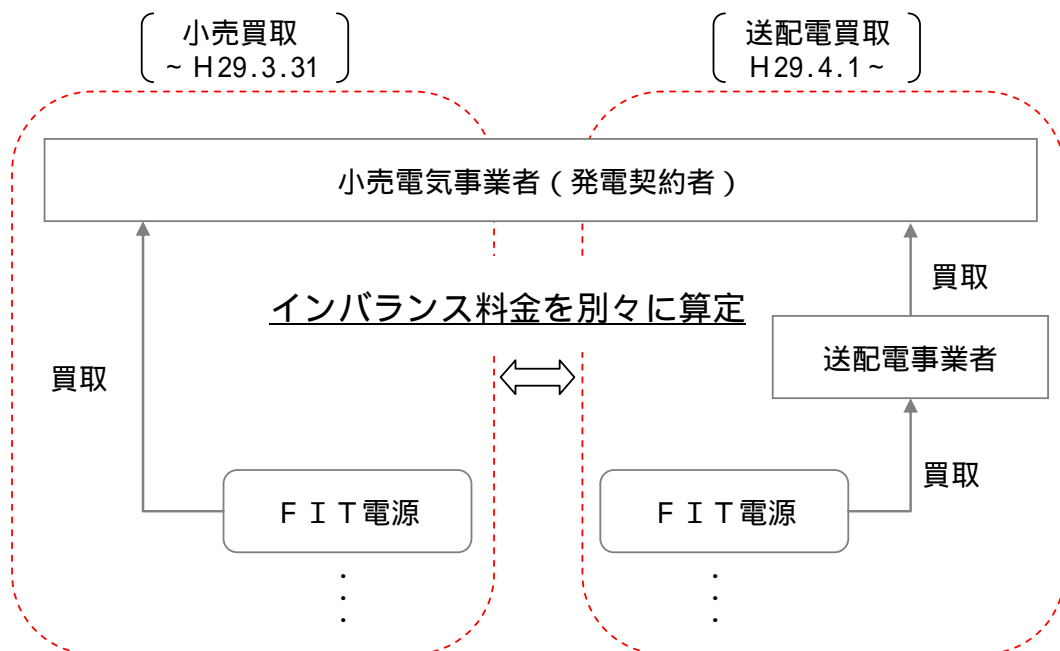 小売買取
~ H29.3.31
送配電買取
H29.4.1 ~
小売電気事業者（発電契約者）
買取
インバランス料金を別々に算定
送配電事業者
買取
買取
ＦＩＴ電源
ＦＩＴ電源